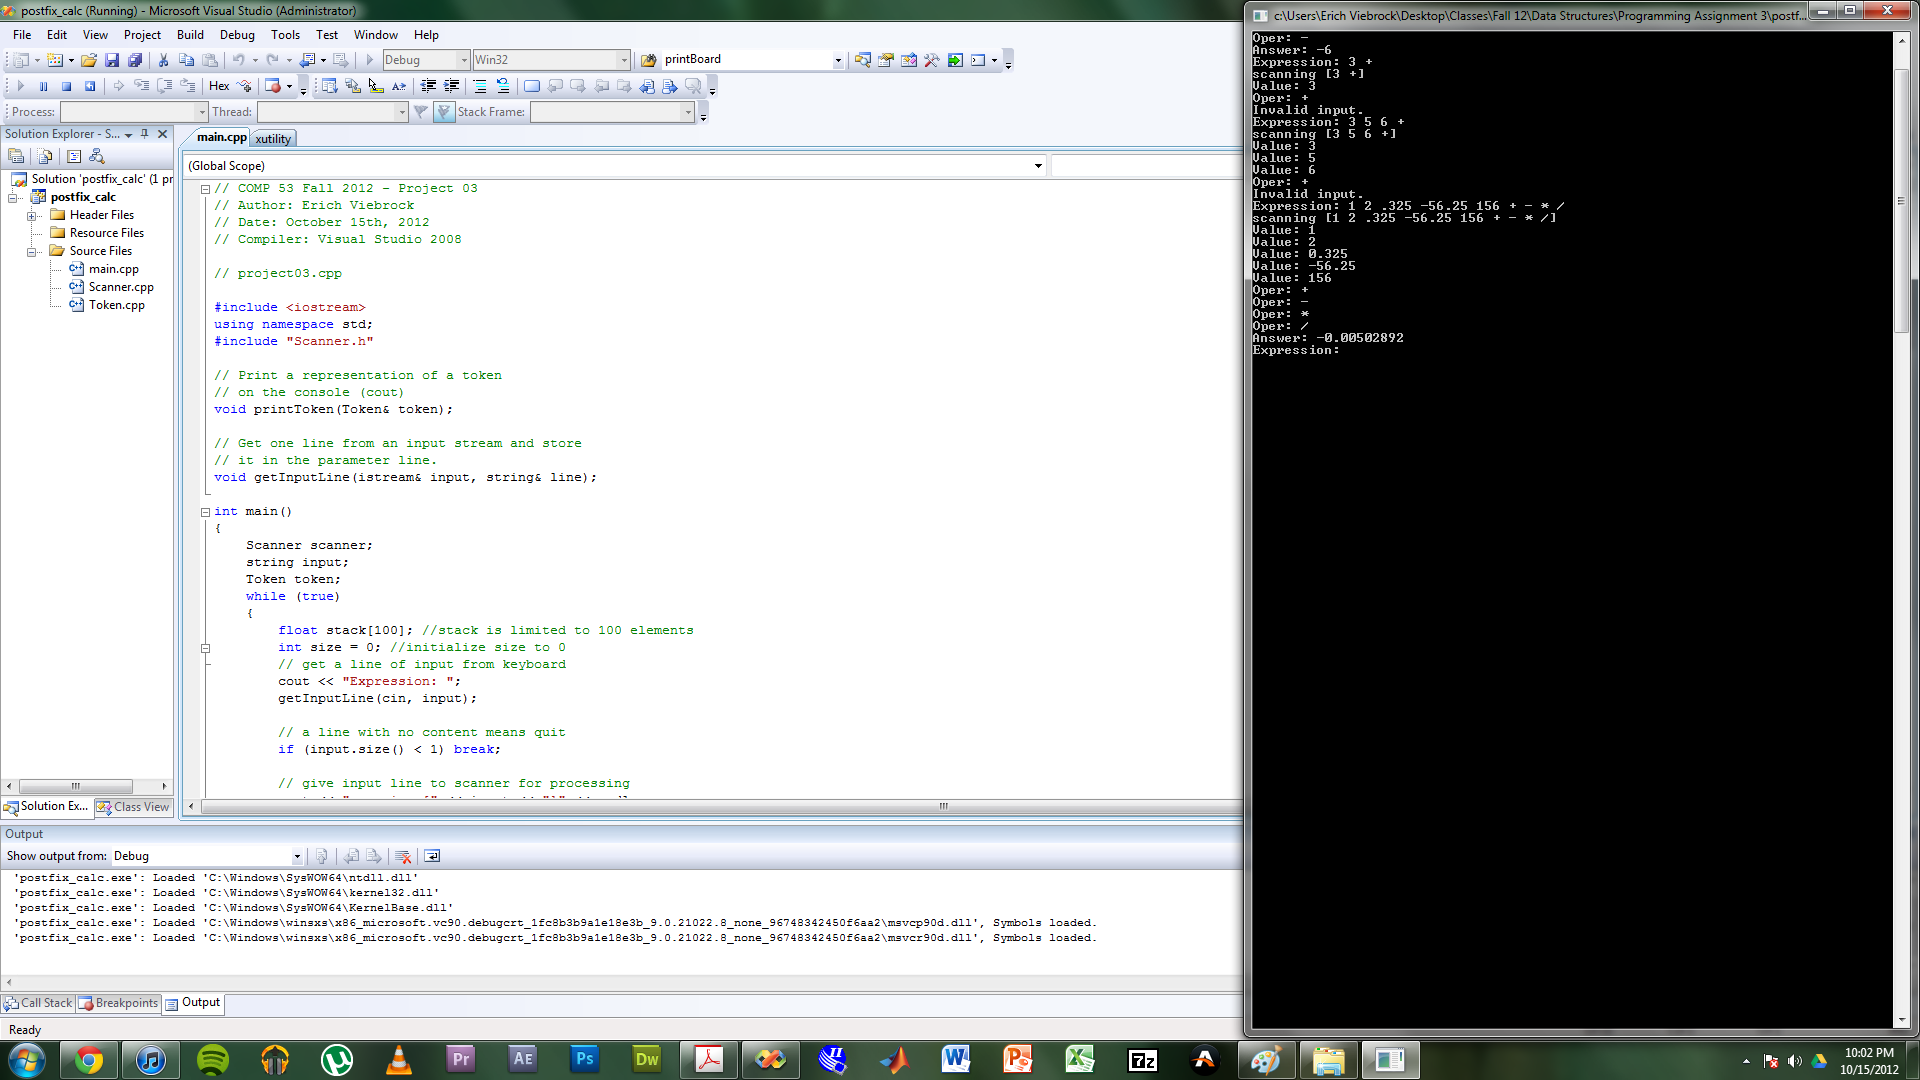 postfix_calc (Running) - Microsoft Visual Studio (Administrator)
File Edit View Project Build Debug Tools Test Window Help
Debug Win32 printBoard
Hex
Process: Thread: Stack Frame:
Solution Explorer - S...
Solution 'postfix_calc' (1 pr
postfix_calc
Header Files
Resource Files
Source Files
main.cpp
Scanner.cpp
Token.cpp
Solution Ex... Class View
main.cpp xutility
(Global Scope)
// COMP 53 Fall 2012 - Project 03
// Author: Erich Viebrock
// Date: October 15th, 2012
// Compiler: Visual Studio 2008
// project03.cpp
#include <iostream>
using namespace std;
#include "Scanner.h"
// Print a representation of a token
// on the console (cout)
void printToken(Token& token);
// Get one line from an input stream and store
// it in the parameter line.
void getInputLine(istream& input, string& line);
int main()
{
Scanner scanner;
string input;
Token token;
while (true)
{
float stack[100]; //stack is limited to 100 elements
int size = 0; //initialize size to 0
// get a line of input from keyboard
cout << "Expression: ";
getInputLine(cin, input);
// a line with no content means quit
if (input.size() < 1) break;
// give input line to scanner for processing
Output
Show output from: Debug
'postfix_calc.exe': Loaded 'C:\Windows\SysWOW64\ntdll.dll'
'postfix_calc.exe': Loaded 'C:\Windows\SysWOW64\kernel32.dll'
'postfix_calc.exe': Loaded 'C:\Windows\SysWOW64\KernelBase.dll'
'postfix_calc.exe': Loaded 'C:\Windows\winsxs\x86_microsoft.vc90.debugcrt_1fc8b3b9a1e18e3b_9.0.21022.8_none_96748342450f6aa2\msvcp90d.dll', Symbols loaded.
'postfix_calc.exe': Loaded 'C:\Windows\winsxs\x86_microsoft.vc90.debugcrt_1fc8b3b9a1e18e3b_9.0.21022.8_none_96748342450f6aa2\msvcr90d.dll', Symbols loaded.
Call Stack Breakpoints Output
Ready
c:\Users\Erich Viebrock\Desktop\Classes\Fall 12\Data Structures\Programming Assignment 3\postf...
Oper: -
Answer: -6
Expression: 3 +
scanning [3 +]
Value: 3
Oper: +
Invalid input.
Expression: 3 5 6 +
scanning [3 5 6 +]
Value: 3
Value: 5
Value: 6
Oper: +
Invalid input.
Expression: 1 2 .325 -56.25 156 + - * /
scanning [1 2 .325 -56.25 156 + - * /]
Value: 1
Value: 2
Value: 0.325
Value: -56.25
Value: 156
Oper: +
Oper: -
Oper: *
Oper: /
Answer: -0.00502892
Expression:
Pr AE Ps Dw 7z
10:02 PM
10/15/2012